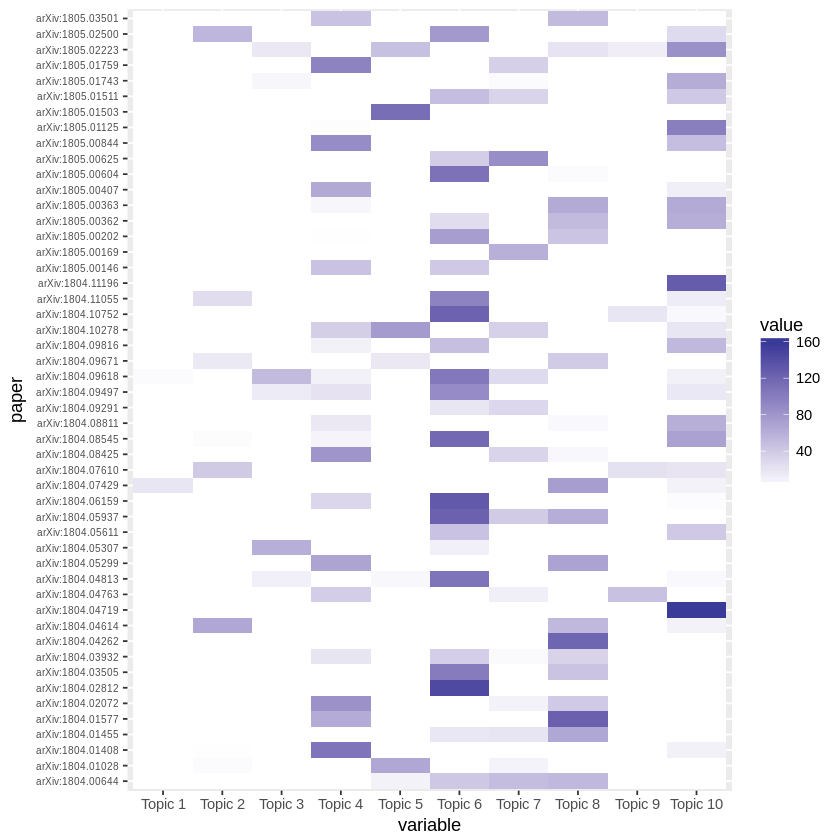 arXiv:1805.03501
arXiv:1805.02500
arXiv:1805.02223
arXiv:1805.01759
arXiv:1805.01743
arXiv:1805.01511
arXiv:1805.01503
arXiv:1805.01125
arXiv:1805.00844
arXiv:1805.00625
arXiv:1805.00604
arXiv:1805.00407
arXiv:1805.00363
arXiv:1805.00362
arXiv:1805.00202
arXiv:1805.00169
arXiv:1805.00146
arXiv:1804.11196
arXiv:1804.11055
arXiv:1804.10752
arXiv:1804.10278
arXiv:1804.09816
arXiv:1804.09671
arXiv:1804.09618
arXiv:1804.09497
arXiv:1804.09291
arXiv:1804.08811
arXiv:1804.08545
arXiv:1804.08425
arXiv:1804.07610
arXiv:1804.07429
arXiv:1804.06159
arXiv:1804.05937
arXiv:1804.05611
arXiv:1804.05307
arXiv:1804.05299
arXiv:1804.04813
arXiv:1804.04763
arXiv:1804.04719
arXiv:1804.04614
arXiv:1804.04262
arXiv:1804.03932
arXiv:1804.03505
arXiv:1804.02812
arXiv:1804.02072
arXiv:1804.01577
arXiv:1804.01455
arXiv:1804.01408
arXiv:1804.01028
arXiv:1804.00644
paper
Topic 1 Topic 2 Topic 3 Topic 4 Topic 5 Topic 6 Topic 7 Topic 8 Topic 9 Topic 10
variable
value
160
120
80
40